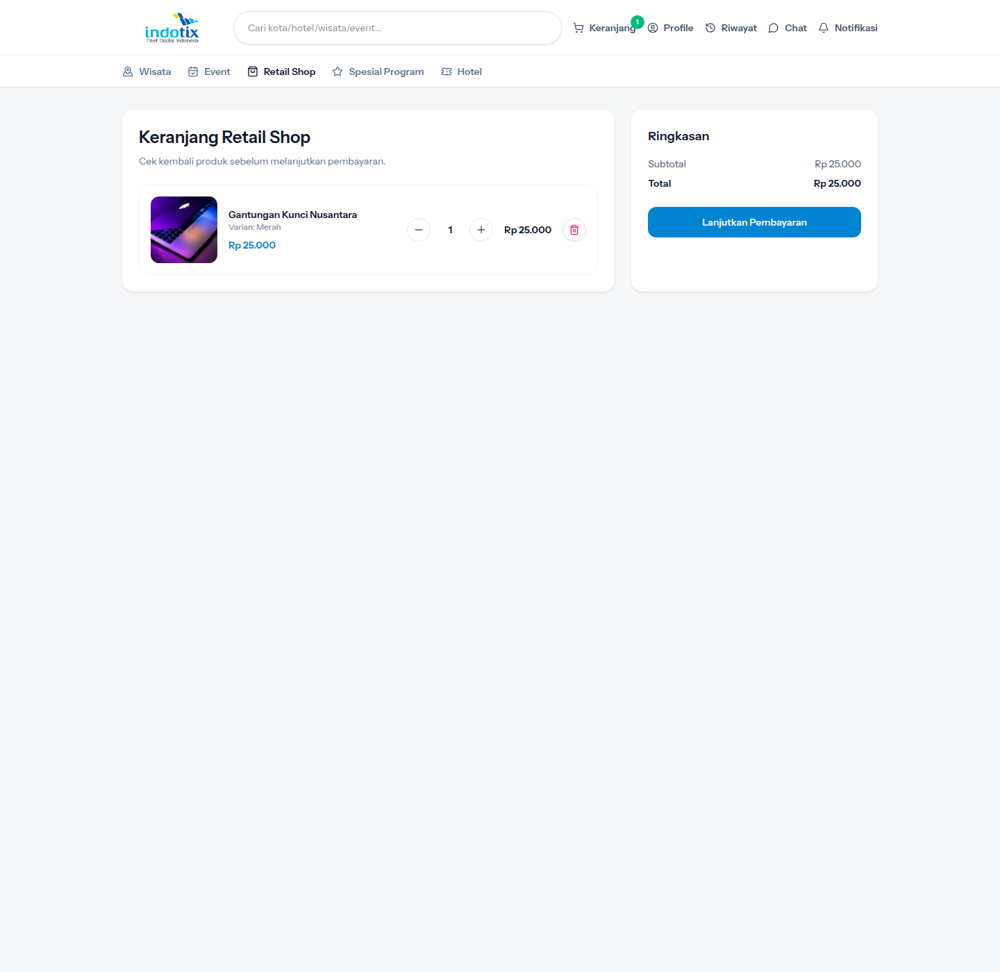 indotix
Tiket Digital Indonesia
Cari kota/hotel/wisata/event...
Keranjang
1
Profile
Riwayat
Chat
Notifikasi
Wisata
Event
Retail Shop
Spesial Program
Hotel
Keranjang Retail Shop
Cek kembali produk sebelum melanjutkan pembayaran.
Gantungan Kunci Nusantara
Varian: Merah
Rp 25.000
1
Rp 25.000
Ringkasan
Subtotal Rp 25.000
Total Rp 25.000
Lanjutkan Pembayaran